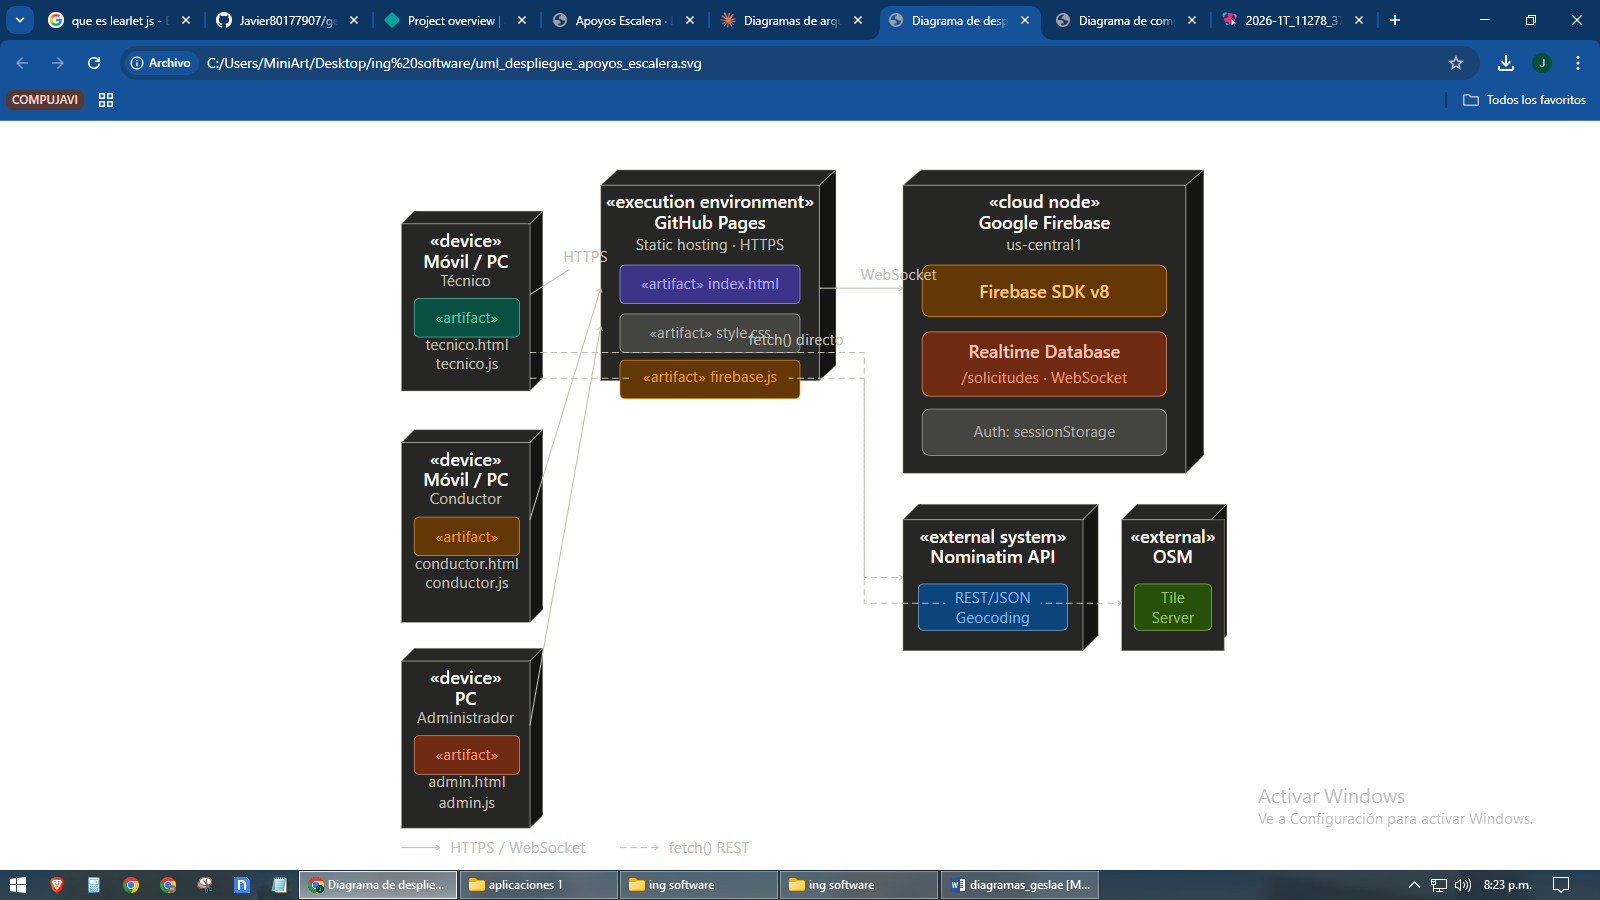 que es learlet js - B
Javier80177907/ge
Project overview |
Apoyos Escalera ·
Diagramas de arqu
Diagrama de desp
Diagrama de com
2026-1T_11278_37
Archivo
C:/Users/MiniArt/Desktop/ing%20software/uml_despliegue_apoyos_escalera.svg
J
COMPUJAVI
Todos los favoritos
«device»
Móvil / PC
Técnico
«artifact»
tecnico.html
tecnico.js
HTTPS
«execution environment»
GitHub Pages
Static hosting · HTTPS
«artifact» index.html
«artifact» style.css
fetch() directo
«artifact» firebase.js
WebSocket
«cloud node»
Google Firebase
us-central1
Firebase SDK v8
Realtime Database
/solicitudes · WebSocket
Auth: sessionStorage
«device»
Móvil / PC
Conductor
«artifact»
conductor.html
conductor.js
«external system»
Nominatim API
REST/JSON
Geocoding
«external»
OSM
Tile
Server
«device»
PC
Administrador
«artifact»
admin.html
admin.js
HTTPS / WebSocket
fetch() REST
Activar Windows
Ve a Configuración para activar Windows.
Diagrama de desplie...
aplicaciones 1
ing software
ing software
diagramas_geslae [M...
8:23 p.m.